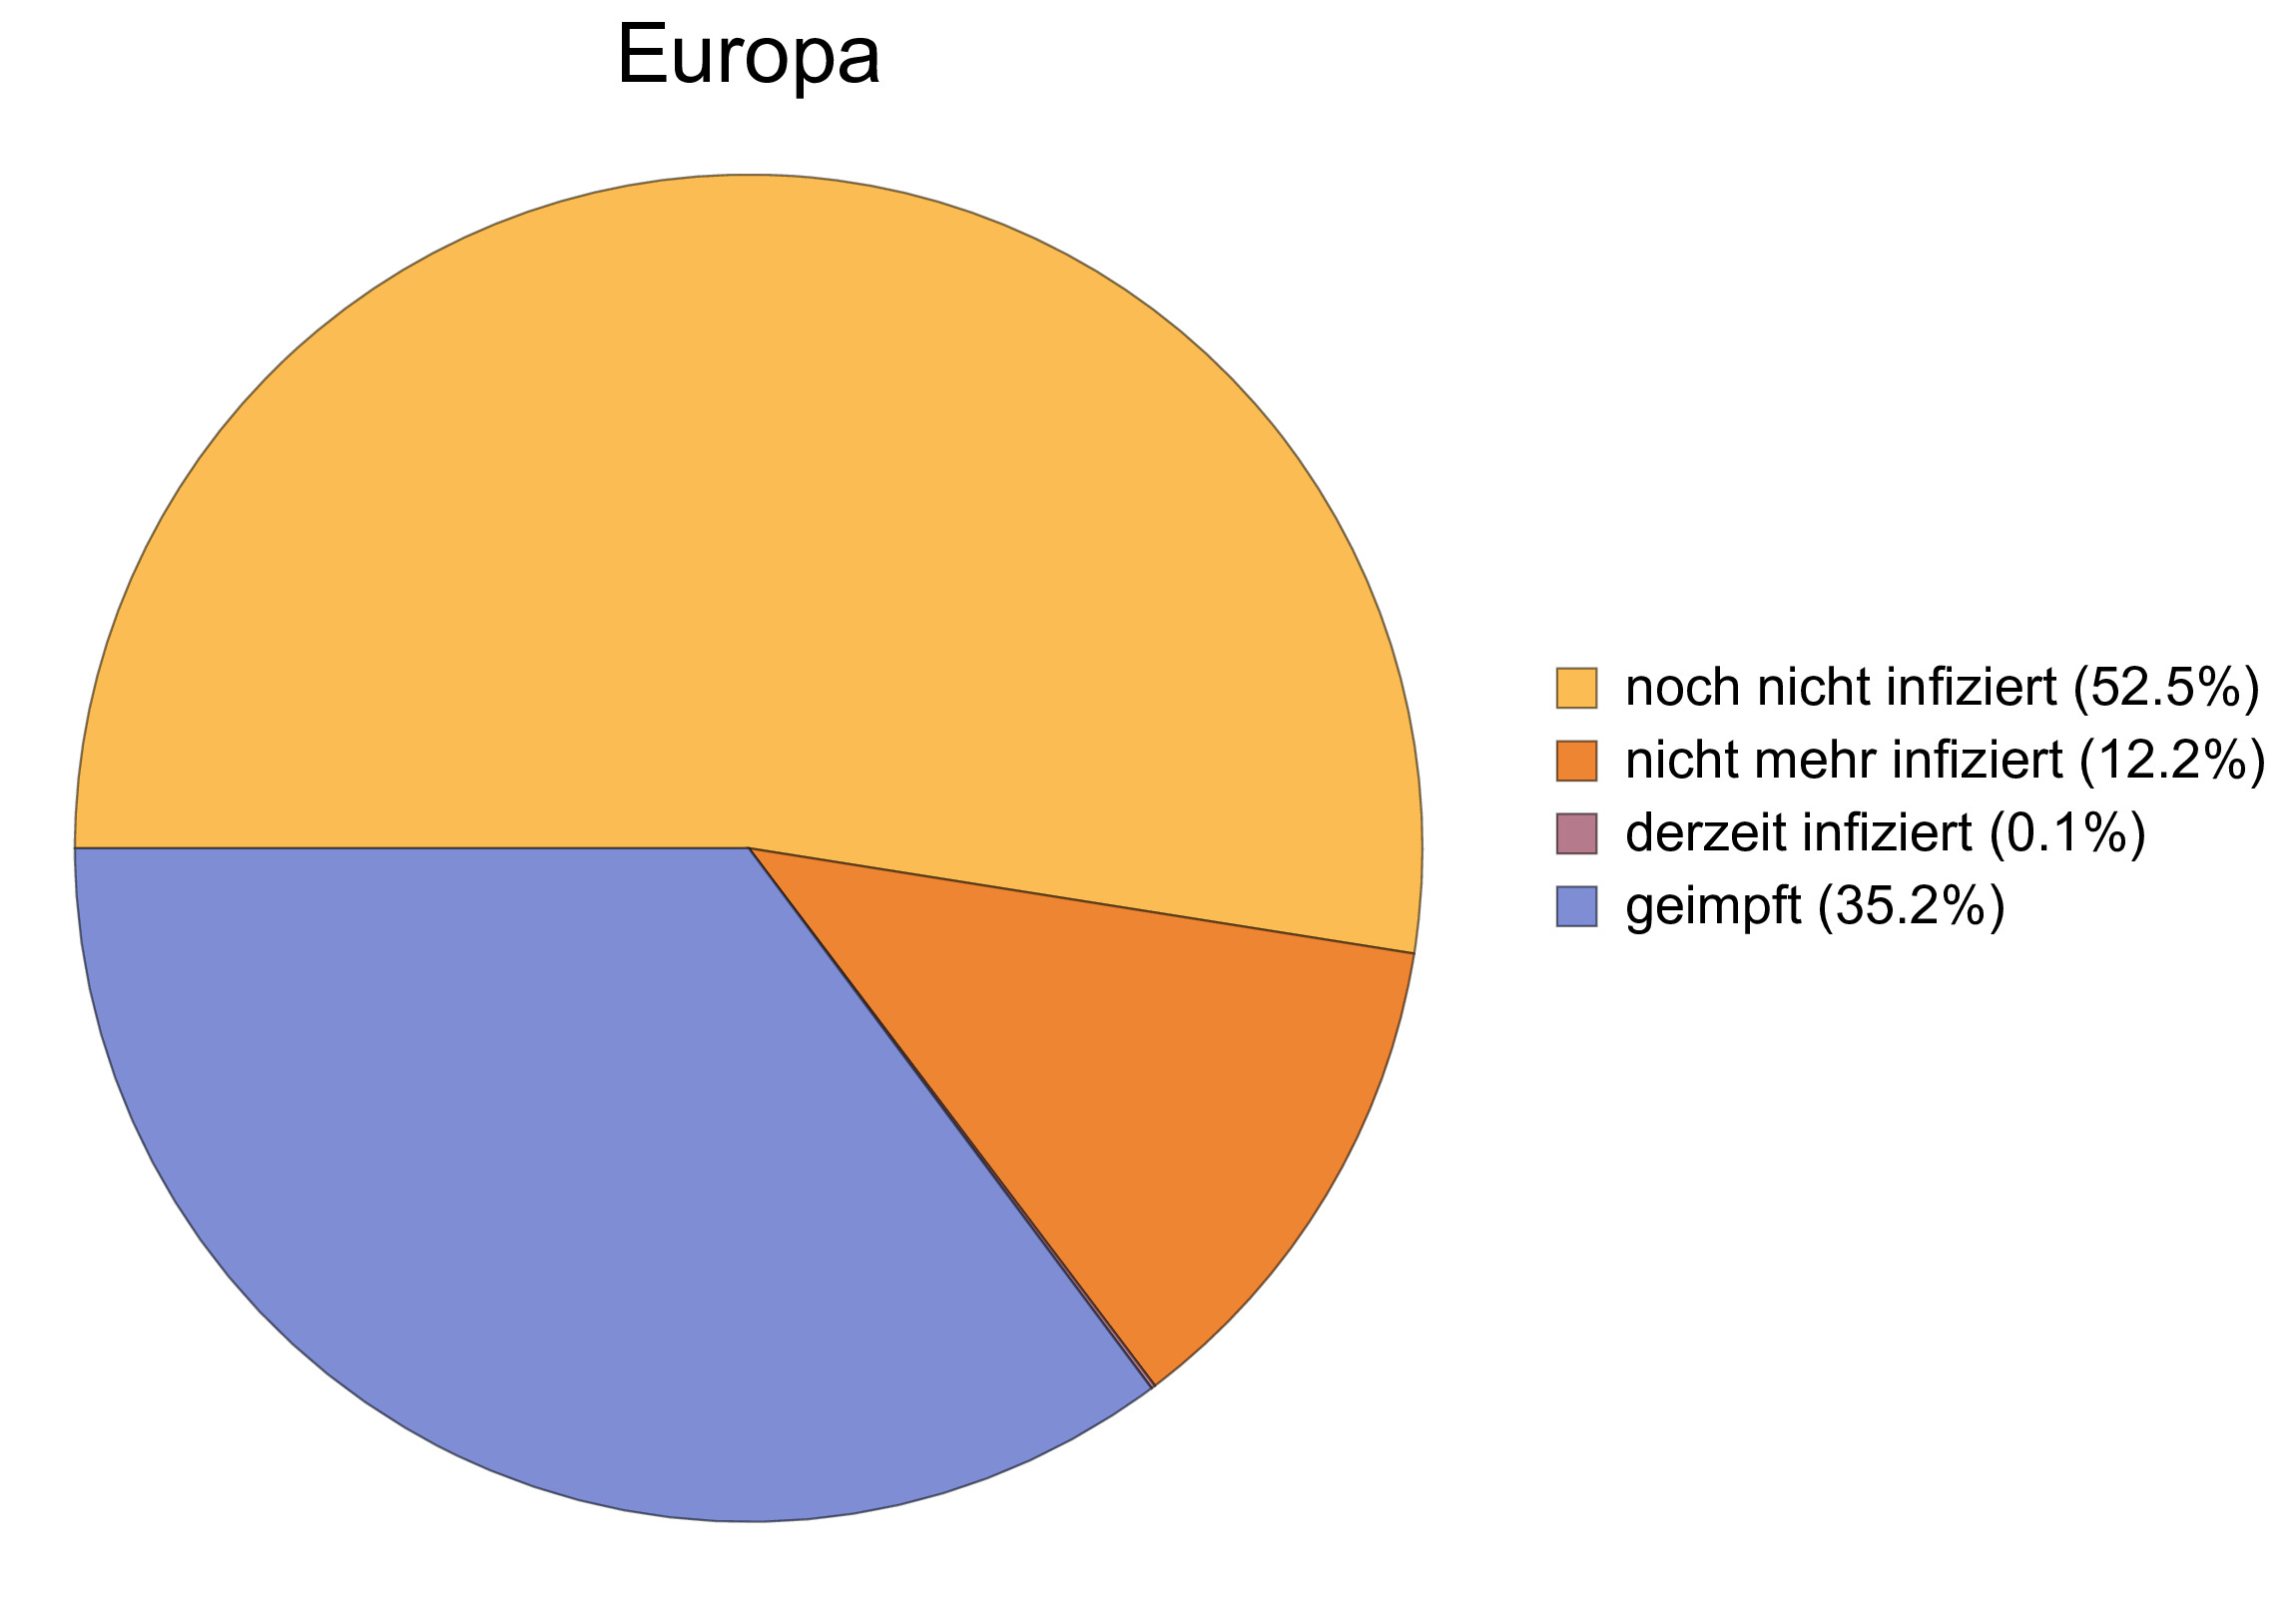 Europa
noch nicht infiziert (52.5%)
nicht mehr infiziert (12.2%)
derzeit infiziert (0.1%)
geimpft (35.2%)